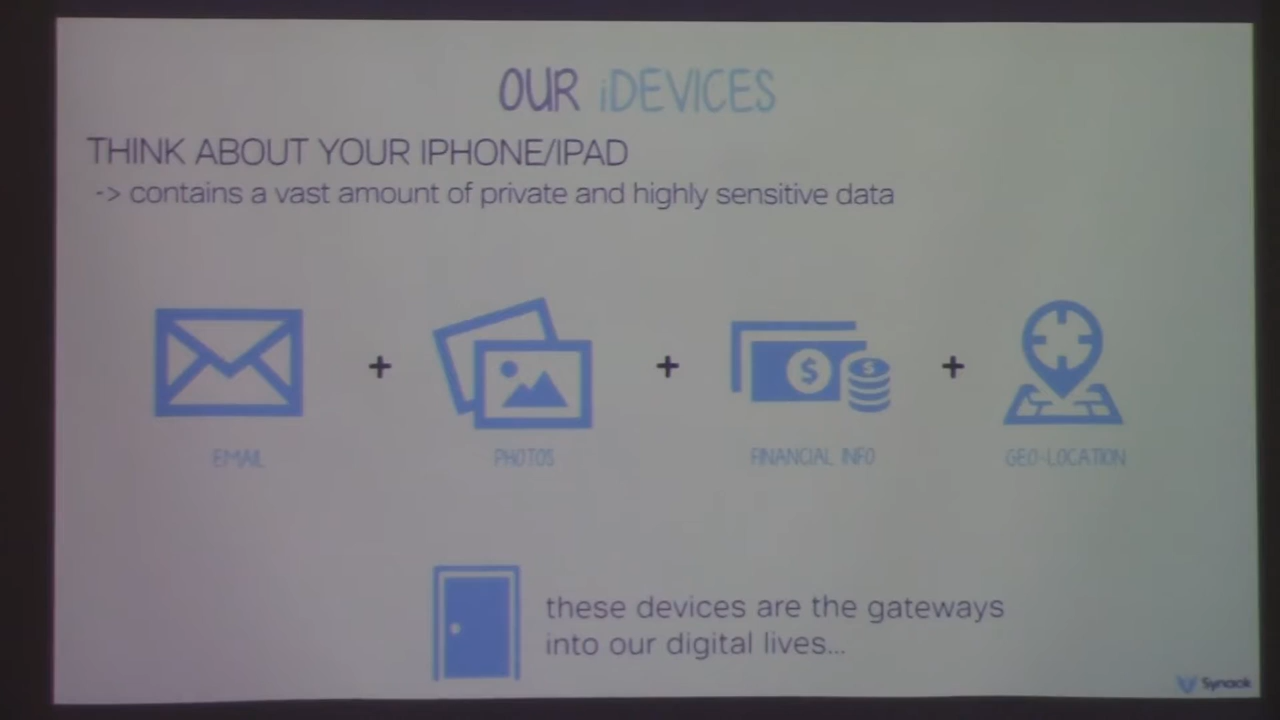 OUR iDEVICES
THINK ABOUT YOUR IPHONE/IPAD
-> contains a vast amount of private and highly sensitive data
+ + +
$ $
EMAIL PHOTOS FINANCIAL INFO GEO-LOCATION
these devices are the gateways
into our digital lives...
Synack